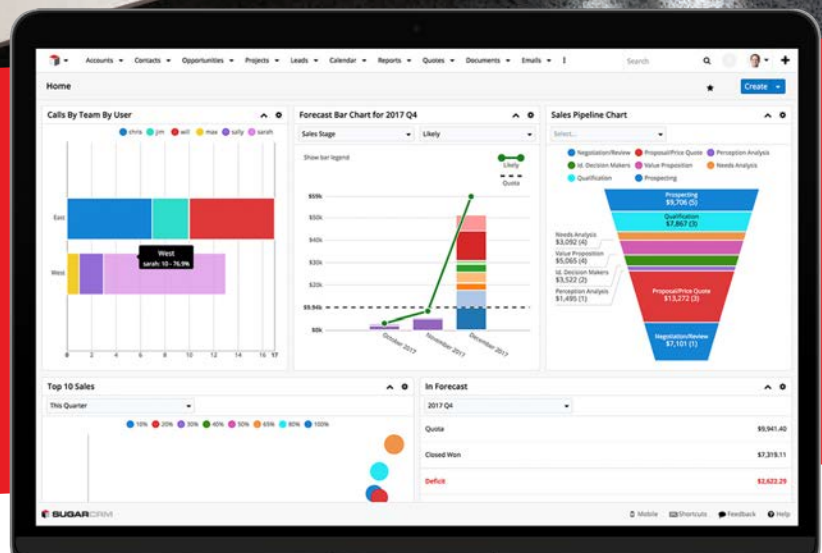 Accounts Contacts Opportunities Projects Leads Calendar Reports Quotes Documents Emails Search
Home Create
Calls By Team By User
chris jim will max sally sarah
East
West
West
sarah: 10 - 76.9%
0 2 4 6 8 10 12 14 16 17
Forecast Bar Chart for 2017 Q4
Sales Stage Likely
Show bar legend
Likely
Quota
$59k
$50k
$40k
$30k
$20k
$9.94k
$0k
October 2017 November 2017 December 2017
Sales Pipeline Chart
Select...
Negotiation/Review Proposal/Price Quote Perception Analysis
Id. Decision Makers Value Proposition Needs Analysis
Qualification Prospecting
Prospecting
$9,706 (5)
Qualification
$7,867 (3)
Needs Analysis
$3,092 (4)
Value Proposition
$5,065 (4)
Id. Decision Makers
$3,522 (2)
Perception Analysis
$1,495 (1)
Proposal/Price Quote
$13,272 (3)
Negotiation/Review
$7,101 (1)
Top 10 Sales
This Quarter
10% 20% 30% 40% 50% 65% 80% 100%
In Forecast
2017 Q4
Quota $9,941.40
Closed Won $7,319.11
Deficit $2,622.29
SUGARCRM Mobile Shortcuts Feedback Help